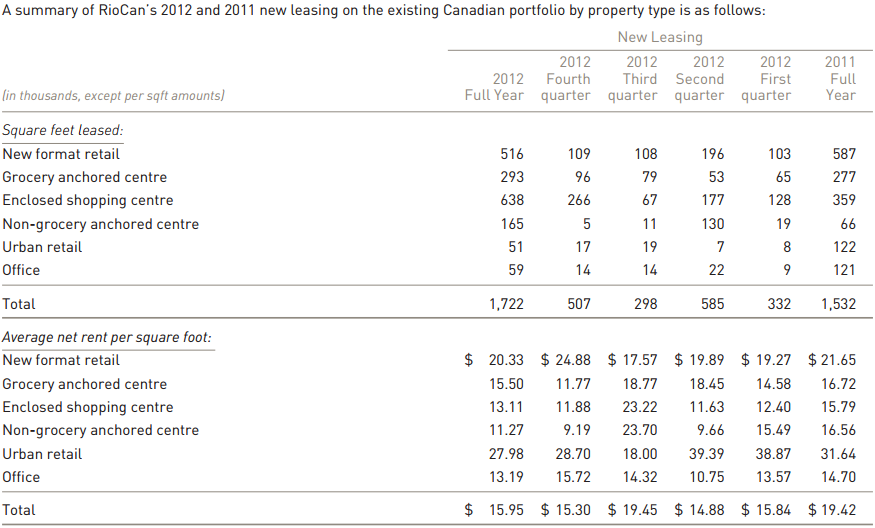 A summary of RioCan's 2012 and 2011 new leasing on the existing Canadian portfolio by property type is as follows:
New Leasing
2012 2012 2012 2012 2011
2012 Fourth Third Second First Full
(in thousands, except per sqft amounts) Full Year quarter quarter quarter quarter Year
Square feet leased:
New format retail 516 109 108 196 103 587
Grocery anchored centre 293 96 79 53 65 277
Enclosed shopping centre 638 266 67 177 128 359
Non-grocery anchored centre 165 5 11 130 19 66
Urban retail 51 17 19 7 8 122
Office 59 14 14 22 9 121
Total 1,722 507 298 585 332 1,532
Average net rent per square foot:
New format retail $ 20.33 $ 24.88 $ 17.57 $ 19.89 $ 19.27 $ 21.65
Grocery anchored centre 15.50 11.77 18.77 18.45 14.58 16.72
Enclosed shopping centre 13.11 11.88 23.22 11.63 12.40 15.79
Non-grocery anchored centre 11.27 9.19 23.70 9.66 15.49 16.56
Urban retail 27.98 28.70 18.00 39.39 38.87 31.64
Office 13.19 15.72 14.32 10.75 13.57 14.70
Total $ 15.95 $ 15.30 $ 19.45 $ 14.88 $ 15.84 $ 19.42